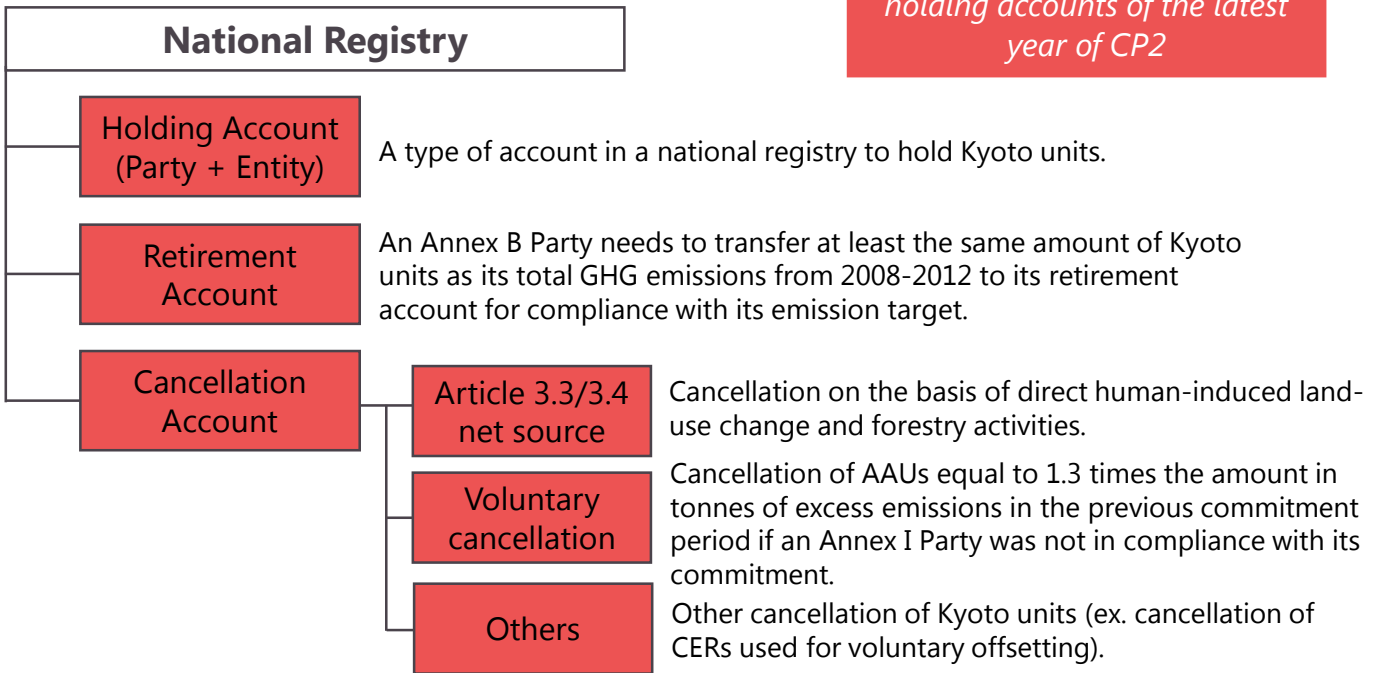 holding accounts of the latest
year of CP2
National Registry
Holding Account
(Party + Entity)
A type of account in a national registry to hold Kyoto units.
Retirement
Account
An Annex B Party needs to transfer at least the same amount of Kyoto
units as its total GHG emissions from 2008-2012 to its retirement
account for compliance with its emission target.
Cancellation
Account
Article 3.3/3.4
net source
Cancellation on the basis of direct human-induced land-
use change and forestry activities.
Voluntary
cancellation
Cancellation of AAUs equal to 1.3 times the amount in
tonnes of excess emissions in the previous commitment
period if an Annex I Party was not in compliance with its
commitment.
Others
Other cancellation of Kyoto units (ex. cancellation of
CERs used for voluntary offsetting).